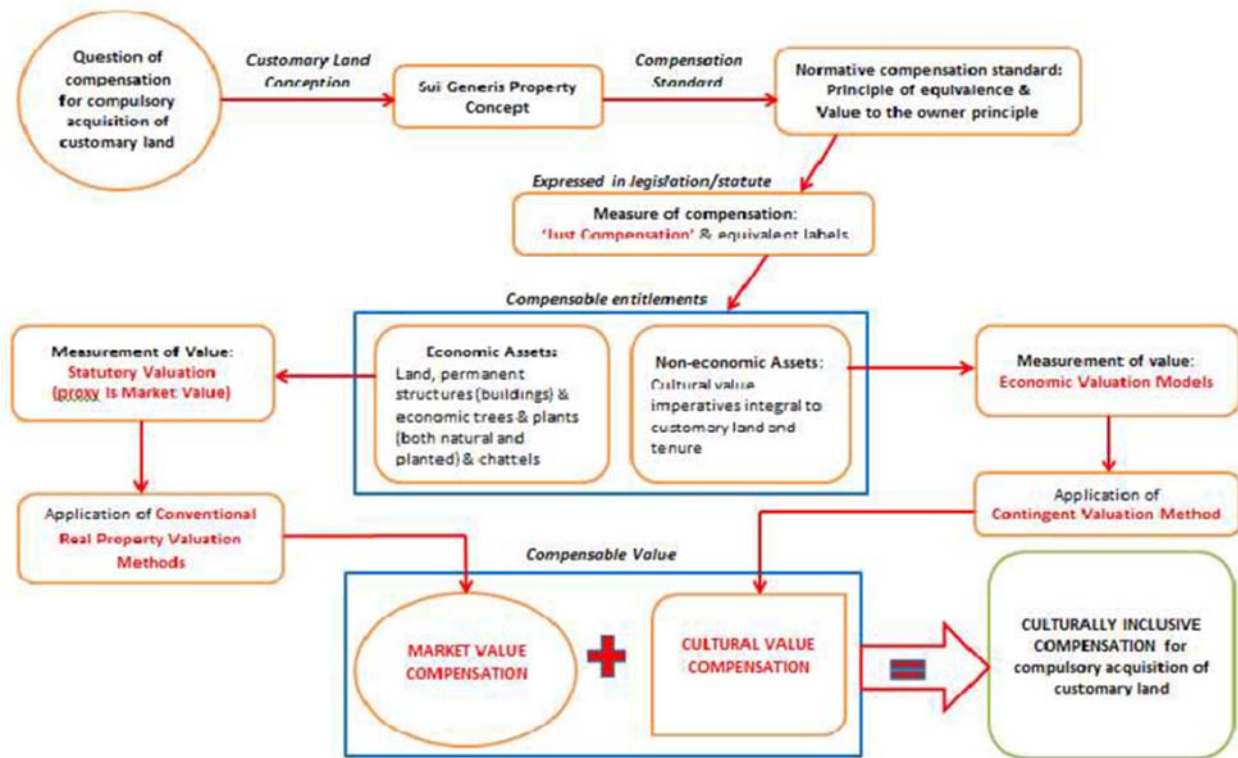 Question of
compensation
for compulsory
acquisition of
customary land
Customary Land
Conception
Sui Generis Property
Concept
Compensation
Standard
Normative compensation standard:
Principle of equivalence &
Value to the owner principle
Expressed in legislation/statute
Measure of compensation:
'Just Compensation' & equivalent labels
Compensable entitlements
Measurement of Value:
Statutory Valuation
(proxy is Market Value)
Economic Assets:
Land, permanent
structures (buildings) &
economic trees & plants
(both natural and
planted) & chattels
Non-economic Assets:
Cultural value
imperatives integral to
customary land and
tenure
Measurement of value:
Economic Valuation Models
Application of Conventional
Real Property Valuation
Methods
Application of
Contingent Valuation Method
Compensable Value
MARKET VALUE
COMPENSATION
CULTURAL VALUE
COMPENSATION
CULTURALLY INCLUSIVE
COMPENSATION for
compulsory acquisition of
customary land